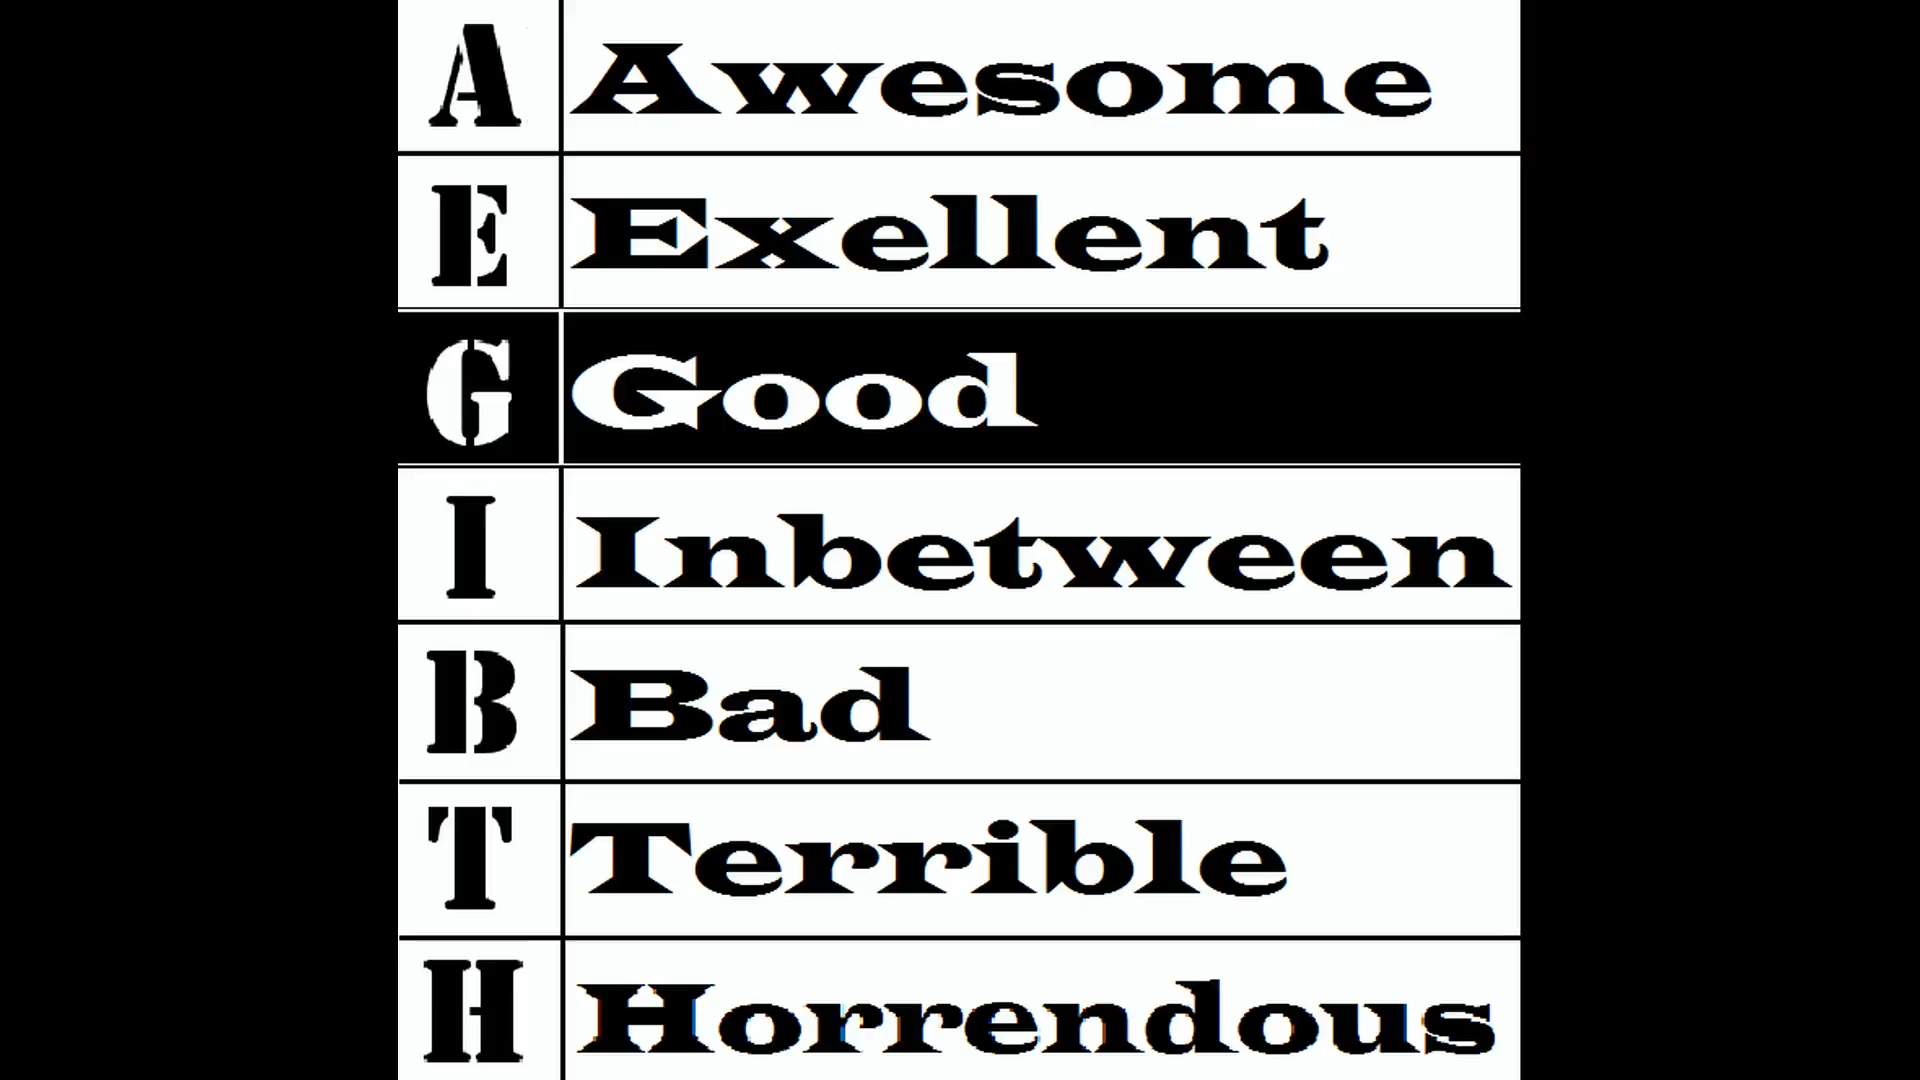 A Awesome
E Exellent
G Good
I Inbetween
B Bad
T Terrible
H Horrendous